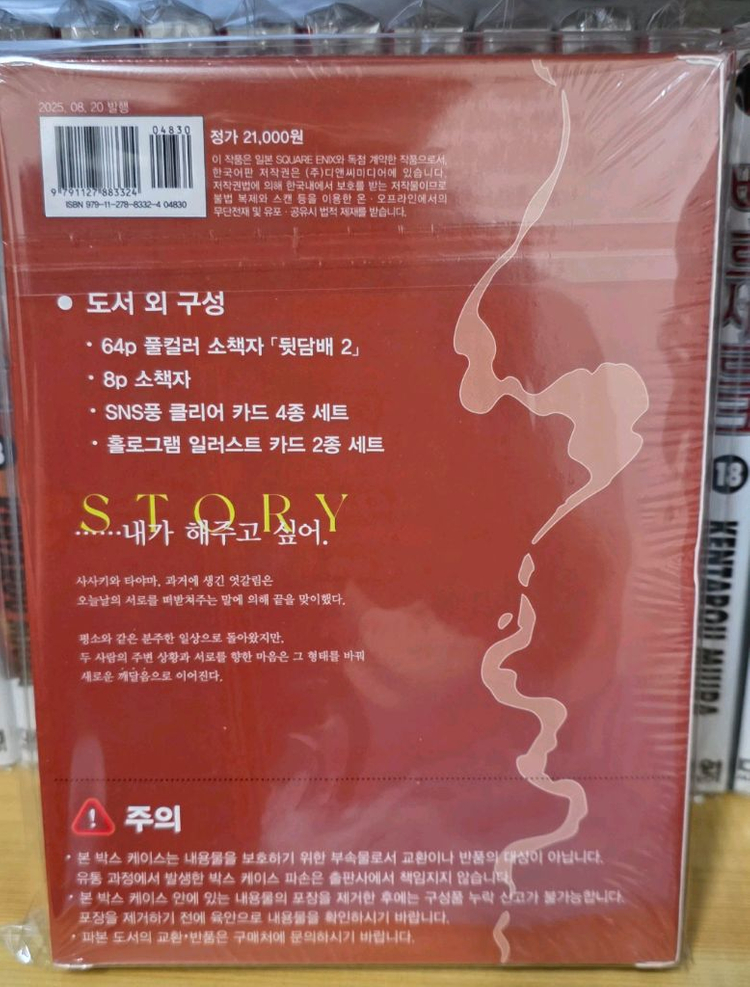 2025. 08. 20 발행
04830
9 791127 883324
ISBN 979-11-278-8332-4 04830
정가 21,000원
이 작품은 일본 SQUARE ENIX와 독점 계약한 작품으로서,
한국어판 저작권은 (주)디앤씨미디어에 있습니다.
저작권법에 의해 한국내에서 보호를 받는 저작물이므로
불법 복제와 스캔 등을 이용한 온·오프라인에서의
무단전재 및 유포·공유시 법적 제재를 받습니다.
● 도서 외 구성
· 64p 풀컬러 소책자 「뒷담배 2」
· 8p 소책자
· SNS풍 클리어 카드 4종 세트
· 홀로그램 일러스트 카드 2종 세트
STORY
……내가 해주고 싶어.
사사키와 타야마, 과거에 생긴 엇갈림은
오늘날의 서로를 떠받쳐주는 말에 의해 끝을 맞이했다.
평소와 같은 분주한 일상으로 돌아왔지만,
두 사람의 주변 상황과 서로를 향한 마음은 그 형태를 바꿔
새로운 깨달음으로 이어진다.
주의
· 본 박스 케이스는 내용물을 보호하기 위한 부속물로서 교환이나 반품의 대상이 아닙니다.
유통 과정에서 발생한 박스 케이스 파손은 출판사에서 책임지지 않습니다.
· 본 박스 케이스 안에 있는 내용물의 포장을 제거한 후에는 구성품 누락 신고가 불가능합니다.
포장을 제거하기 전에 육안으로 내용물을 확인하시기 바랍니다.
· 파본 도서의 교환·반품은 구매처에 문의하시기 바랍니다.
18
KENTAROU MIURA